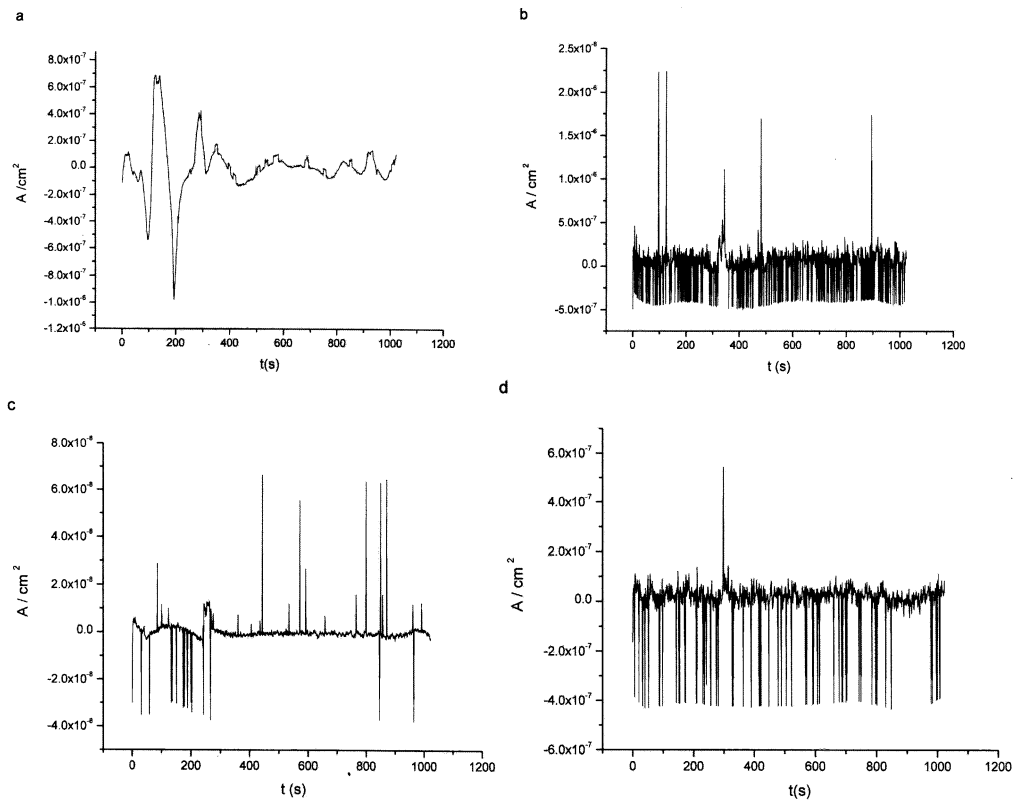 a
8.0x10⁻⁷
6.0x10⁻⁷
4.0x10⁻⁷
2.0x10⁻⁷
0.0
-2.0x10⁻⁷
-4.0x10⁻⁷
-6.0x10⁻⁷
-8.0x10⁻⁷
-1.0x10⁻⁶
-1.2x10⁻⁶
A /cm²
0 200 400 600 800 1000 1200
t(s)
b
2.5x10⁻⁶
2.0x10⁻⁶
1.5x10⁻⁶
1.0x10⁻⁶
5.0x10⁻⁷
0.0
-5.0x10⁻⁷
A / cm²
0 200 400 600 800 1000 1200
t (s)
c
8.0x10⁻⁸
6.0x10⁻⁸
4.0x10⁻⁸
2.0x10⁻⁸
0.0
-2.0x10⁻⁸
-4.0x10⁻⁸
A / cm²
0 200 400 600 800 1000 1200
t (s)
d
6.0x10⁻⁷
4.0x10⁻⁷
2.0x10⁻⁷
0.0
-2.0x10⁻⁷
-4.0x10⁻⁷
-6.0x10⁻⁷
A / cm²
0 200 400 600 800 1000 1200
t(s)